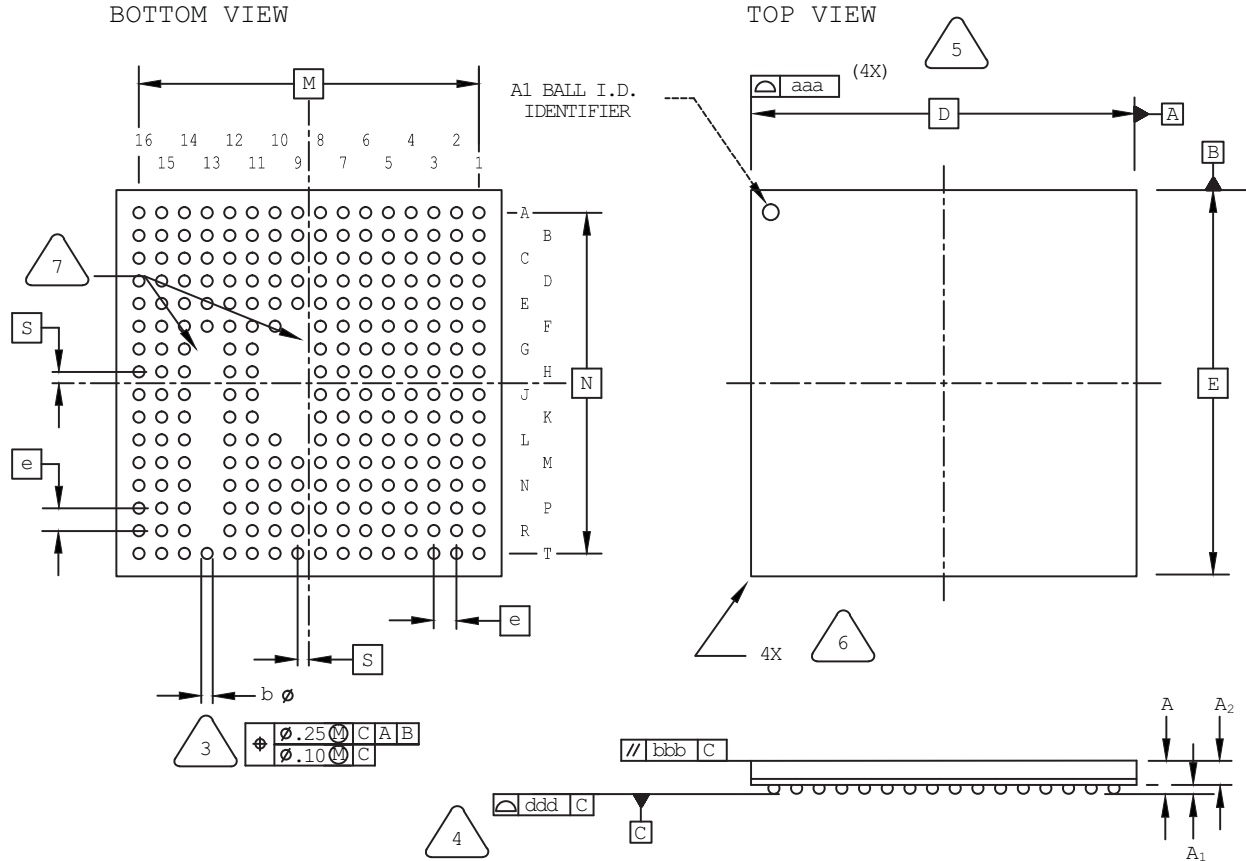 BOTTOM VIEW
TOP VIEW
5
M
(4X)
aaa
A1 BALL I.D.
IDENTIFIER
D
A
16 14 12 10 8 6 4 2
15 13 11 9 7 5 3 1
B
A
B
C
D
E
F
G
H
J
K
L
M
N
P
R
T
7
S
N
E
e
e
S
4X
6
b ø
3
ø.25 M C A B
ø.10 M C
A
A2
// bbb C
ddd C
4
C
A1